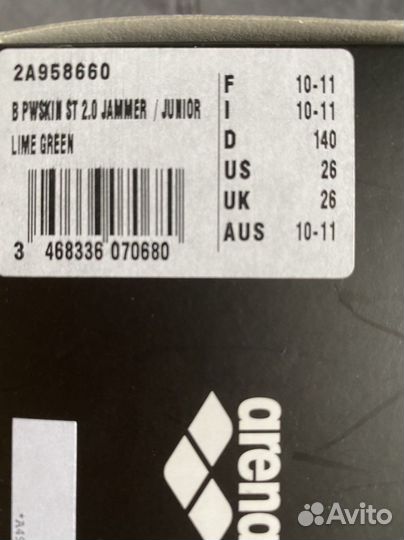 2A958660
B PWSKIN ST 2.0 JAMMER / JUNIOR
LIME GREEN
3 468336 070680
F 10-11
I 10-11
D 140
US 26
UK 26
AUS 10-11
arena
Avito